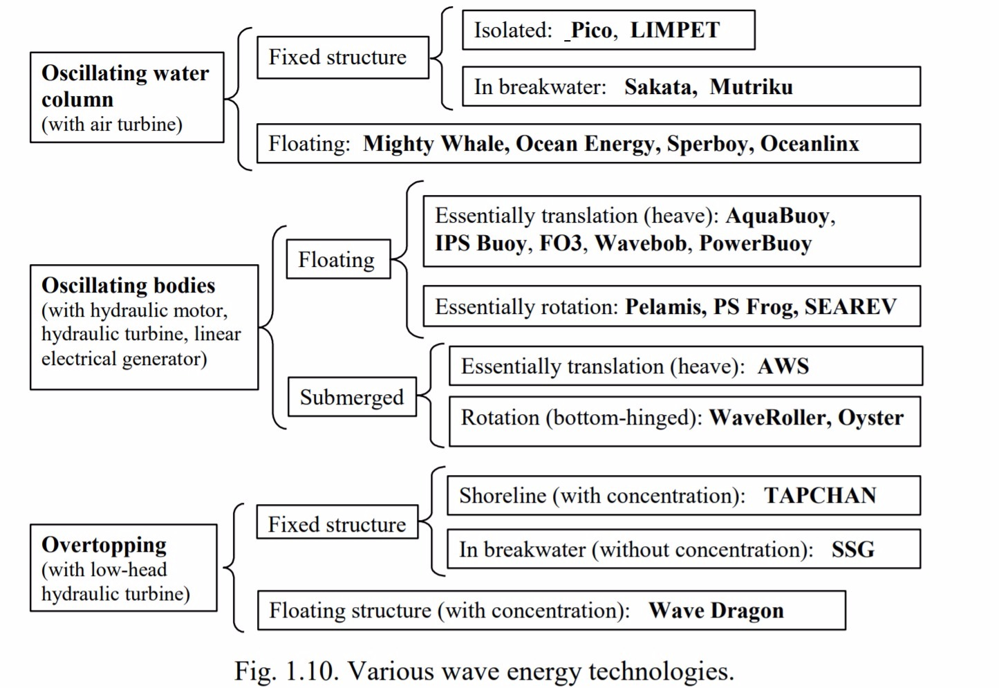 Oscillating water
column
(with air turbine)
Fixed structure
Isolated: _Pico, LIMPET
In breakwater: Sakata, Mutriku
Floating: Mighty Whale, Ocean Energy, Sperboy, Oceanlinx
Oscillating bodies
(with hydraulic motor,
hydraulic turbine, linear
electrical generator)
Floating
Essentially translation (heave): AquaBuoy,
IPS Buoy, FO3, Wavebob, PowerBuoy
Essentially rotation: Pelamis, PS Frog, SEAREV
Submerged
Essentially translation (heave): AWS
Rotation (bottom-hinged): WaveRoller, Oyster
Overtopping
(with low-head
hydraulic turbine)
Fixed structure
Shoreline (with concentration): TAPCHAN
In breakwater (without concentration): SSG
Floating structure (with concentration): Wave Dragon
Fig. 1.10. Various wave energy technologies.